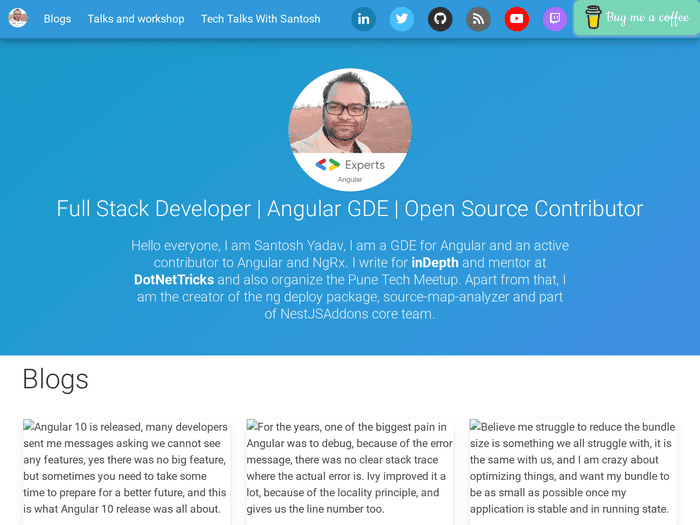 Blogs Talks and workshop Tech Talks With Santosh Buy me a coffee
Experts
Angular
Full Stack Developer | Angular GDE | Open Source Contributor
Hello everyone, I am Santosh Yadav, I am a GDE for Angular and an active
contributor to Angular and NgRx. I write for inDepth and mentor at
DotNetTricks and also organize the Pune Tech Meetup. Apart from that, I
am the creator of the ng deploy package, source-map-analyzer and part
of NestJSAddons core team.
Blogs
Angular 10 is released, many developers
sent me messages asking we cannot see
any features, yes there was no big feature,
but sometimes you need to take some
time to prepare for a better future, and this
is what Angular 10 release was all about.
For the years, one of the biggest pain in
Angular was to debug, because of the error
message, there was no clear stack trace
where the actual error is. Ivy improved it a
lot, because of the locality principle, and
gives us the line number too.
Believe me struggle to reduce the bundle
size is something we all struggle with, it is
the same with us, and I am crazy about
optimizing things, and want my bundle to
be as small as possible once my
application is stable and in running state.